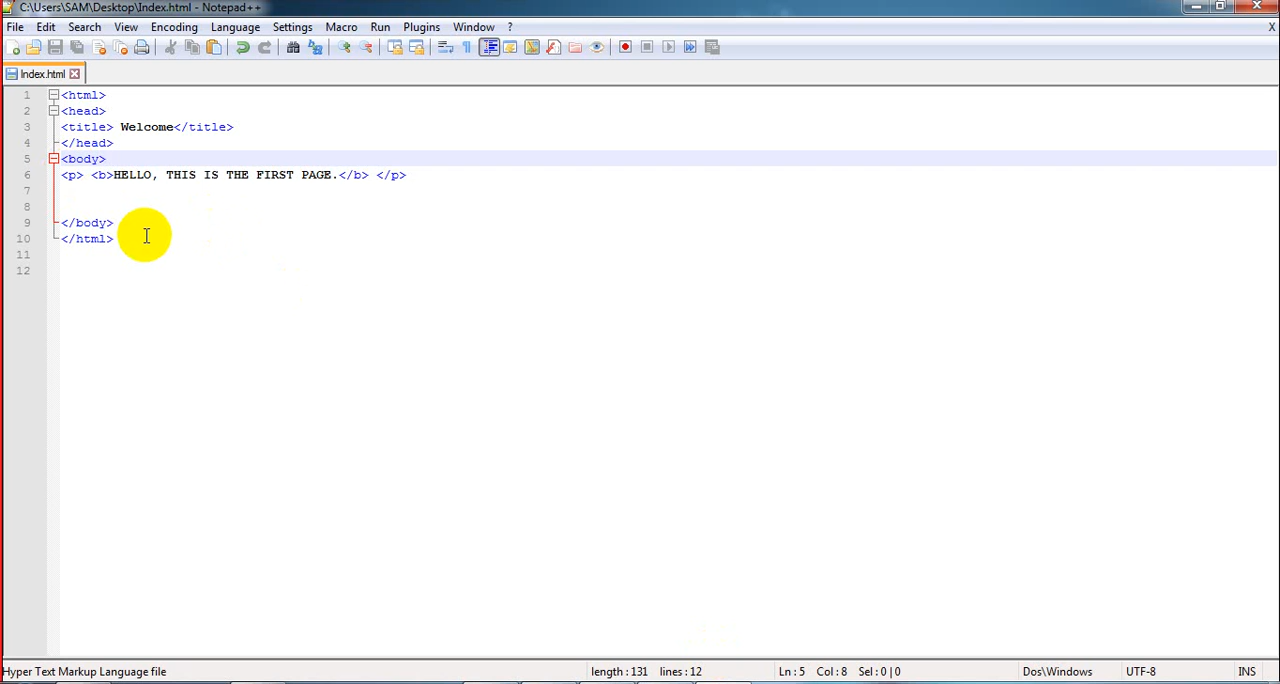 C:\Users\SAM\Desktop\Index.html - Notepad++
File Edit Search View Encoding Language Settings Macro Run Plugins Window ? X
Index.html
1 <html>
2 <head>
3 <title> Welcome</title>
4 </head>
5 <body>
6 <p> <b>HELLO, THIS IS THE FIRST PAGE.</b> </p>
7
8
9 </body>
10 </html>
11
12
Hyper Text Markup Language file length : 131 lines : 12 Ln : 5 Col : 8 Sel : 0 | 0 Dos\Windows UTF-8 INS